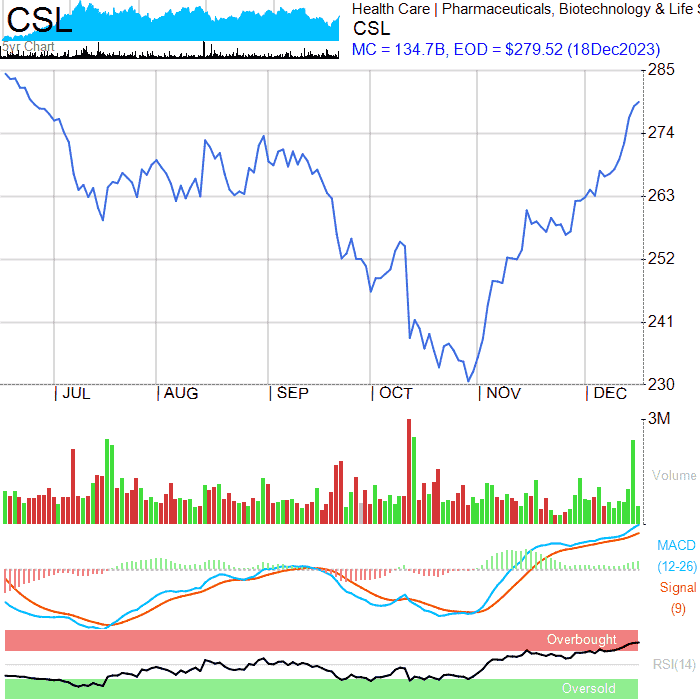 CSL
5yr Chart
Health Care | Pharmaceuticals, Biotechnology & Life S
CSL
MC = 134.7B, EOD = $279.52 (18Dec2023)
285
274
263
252
241
230
JUL
AUG
SEP
OCT
NOV
DEC
3M
Volume
MACD
(12-26)
Signal
(9)
Overbought
RSI(14)
Oversold